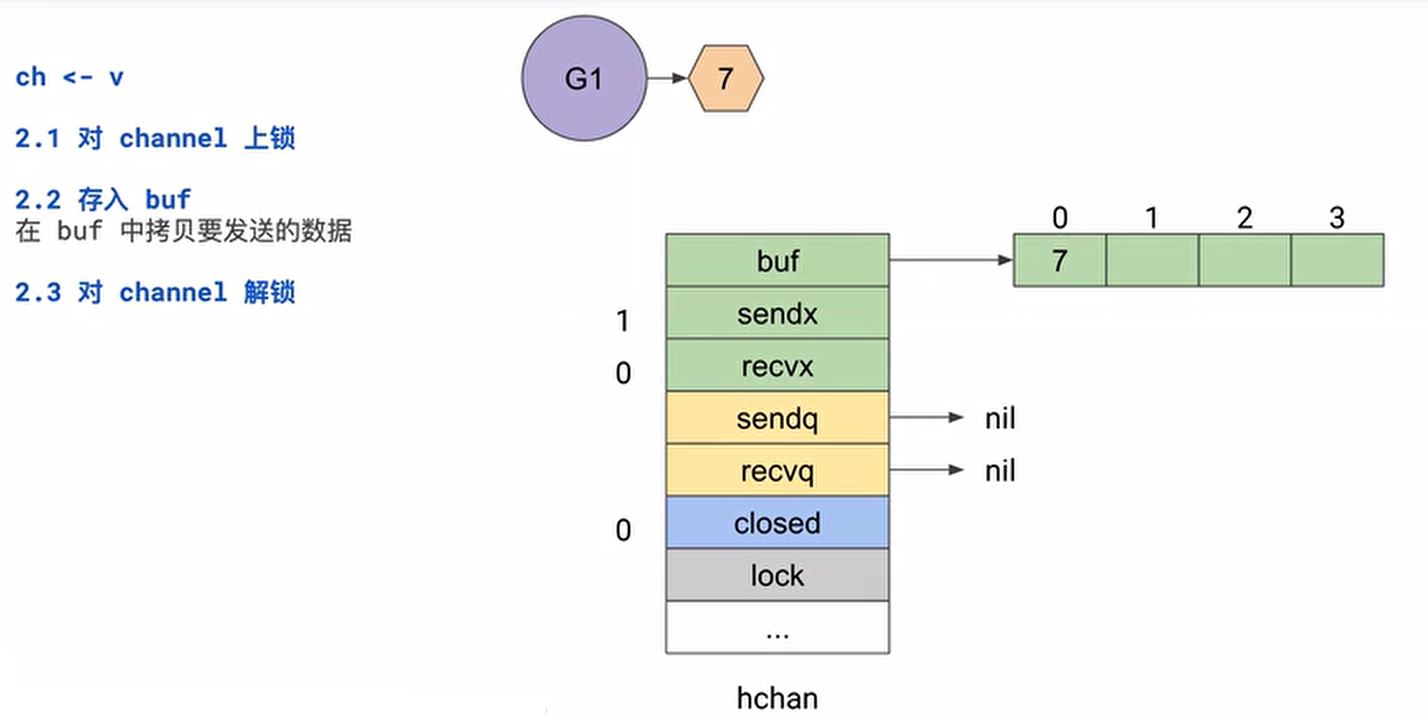 ch <- v
2.1 对 channel 上锁
2.2 存入 buf
在 buf 中拷贝要发送的数据
2.3 对 channel 解锁
G1
7
0 1 2 3
buf
7
1
sendx
0
recvx
sendq
nil
recvq
nil
0
closed
lock
...
hchan